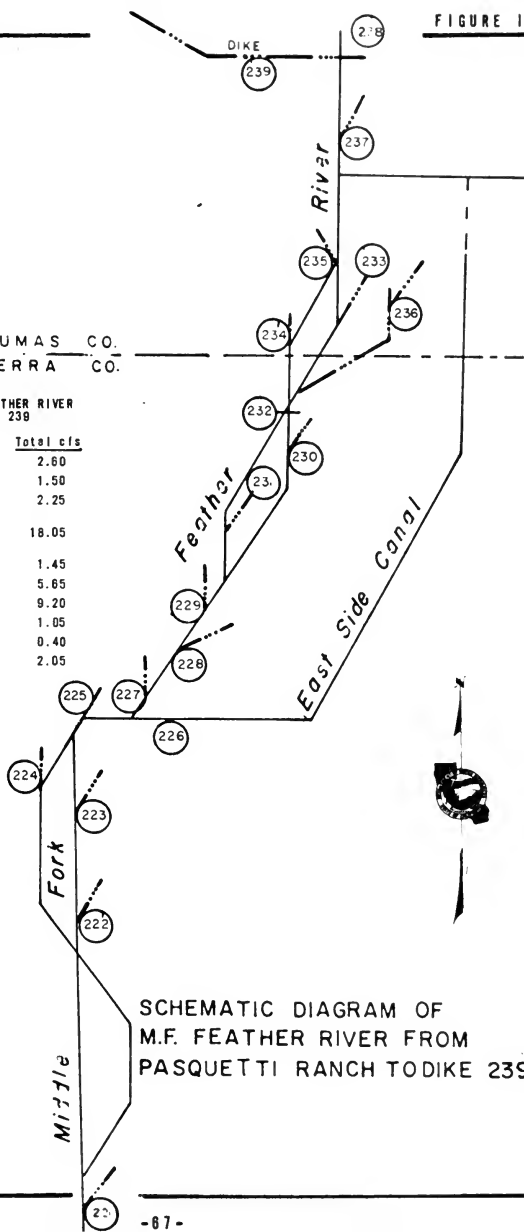 FIGURE I
238
DIKE
239
237
River
235
233
236
234
UMAS CO.
ERRA CO.
THER RIVER
239
232
Total cfs
2.60
1.50
2.25
18.05
1.45
5.65
9.20
1.05
0.40
2.05
230
Feather
229
228
East Side Canal
227
225
226
224
223
Fork
222
SCHEMATIC DIAGRAM OF
M.F. FEATHER RIVER FROM
PASQUETTI RANCH TO DIKE 239
Middle
-67-